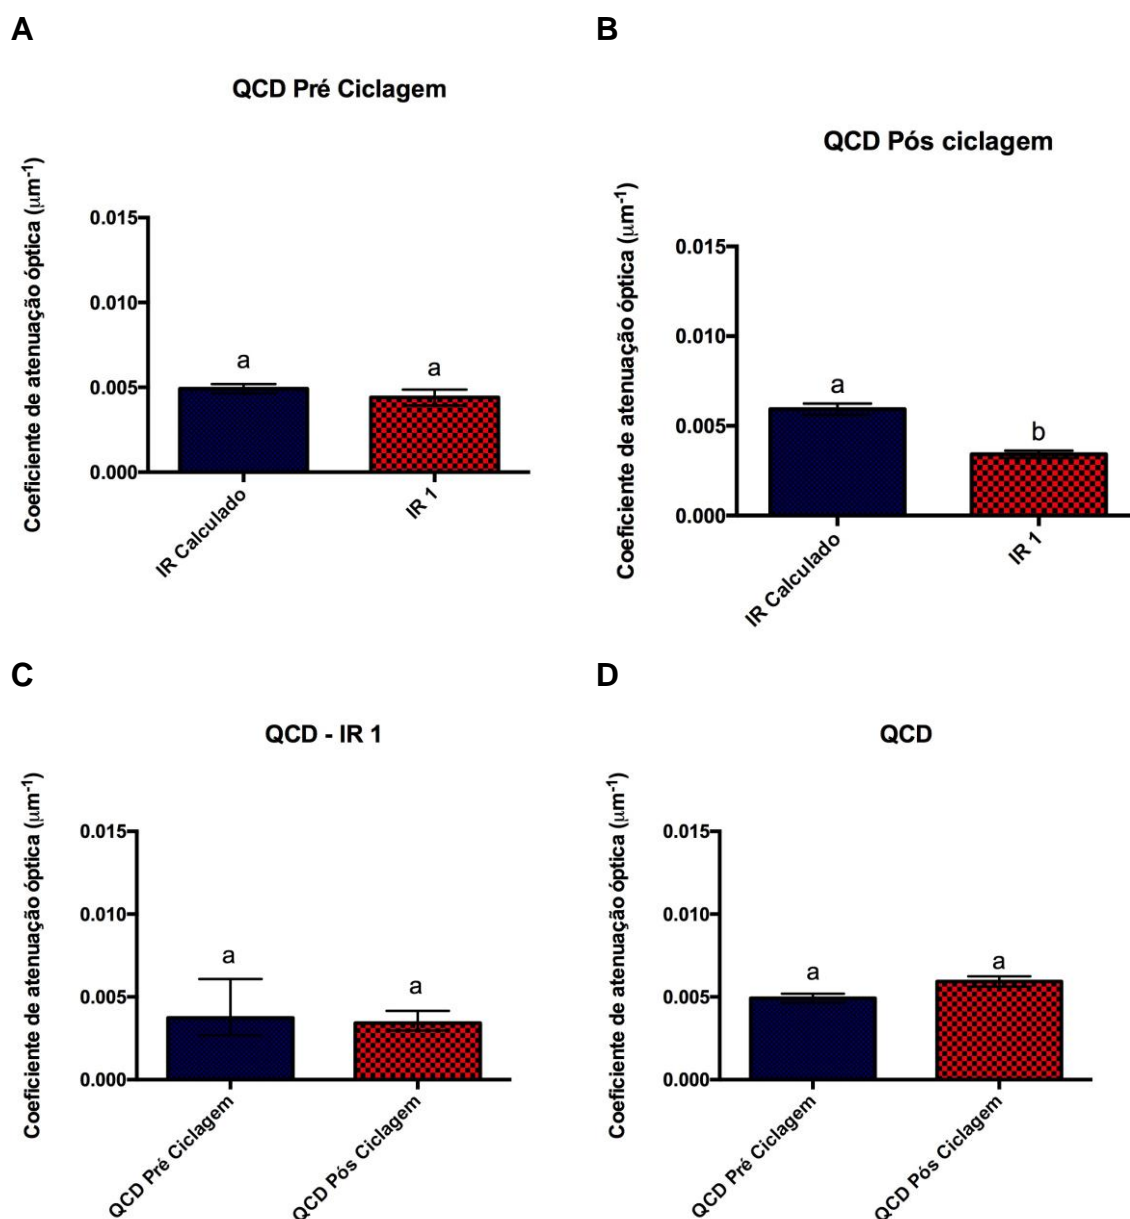 A
QCD Pré Ciclagem
Coeficiente de atenuação óptica (μm-1)
0.015
0.010
0.005
0.000
a
a
IR Calculado
IR 1
B
QCD Pós ciclagem
Coeficiente de atenuação óptica (μm-1)
0.015
0.010
0.005
0.000
a
b
IR Calculado
IR 1
C
QCD - IR 1
Coeficiente de atenuação óptica (μm-1)
0.015
0.010
0.005
0.000
a
a
QCD Pré Ciclagem
QCD Pós Ciclagem
D
QCD
Coeficiente de atenuação óptica (μm-1)
0.015
0.010
0.005
0.000
a
a
QCD Pré Ciclagem
QCD Pós Ciclagem